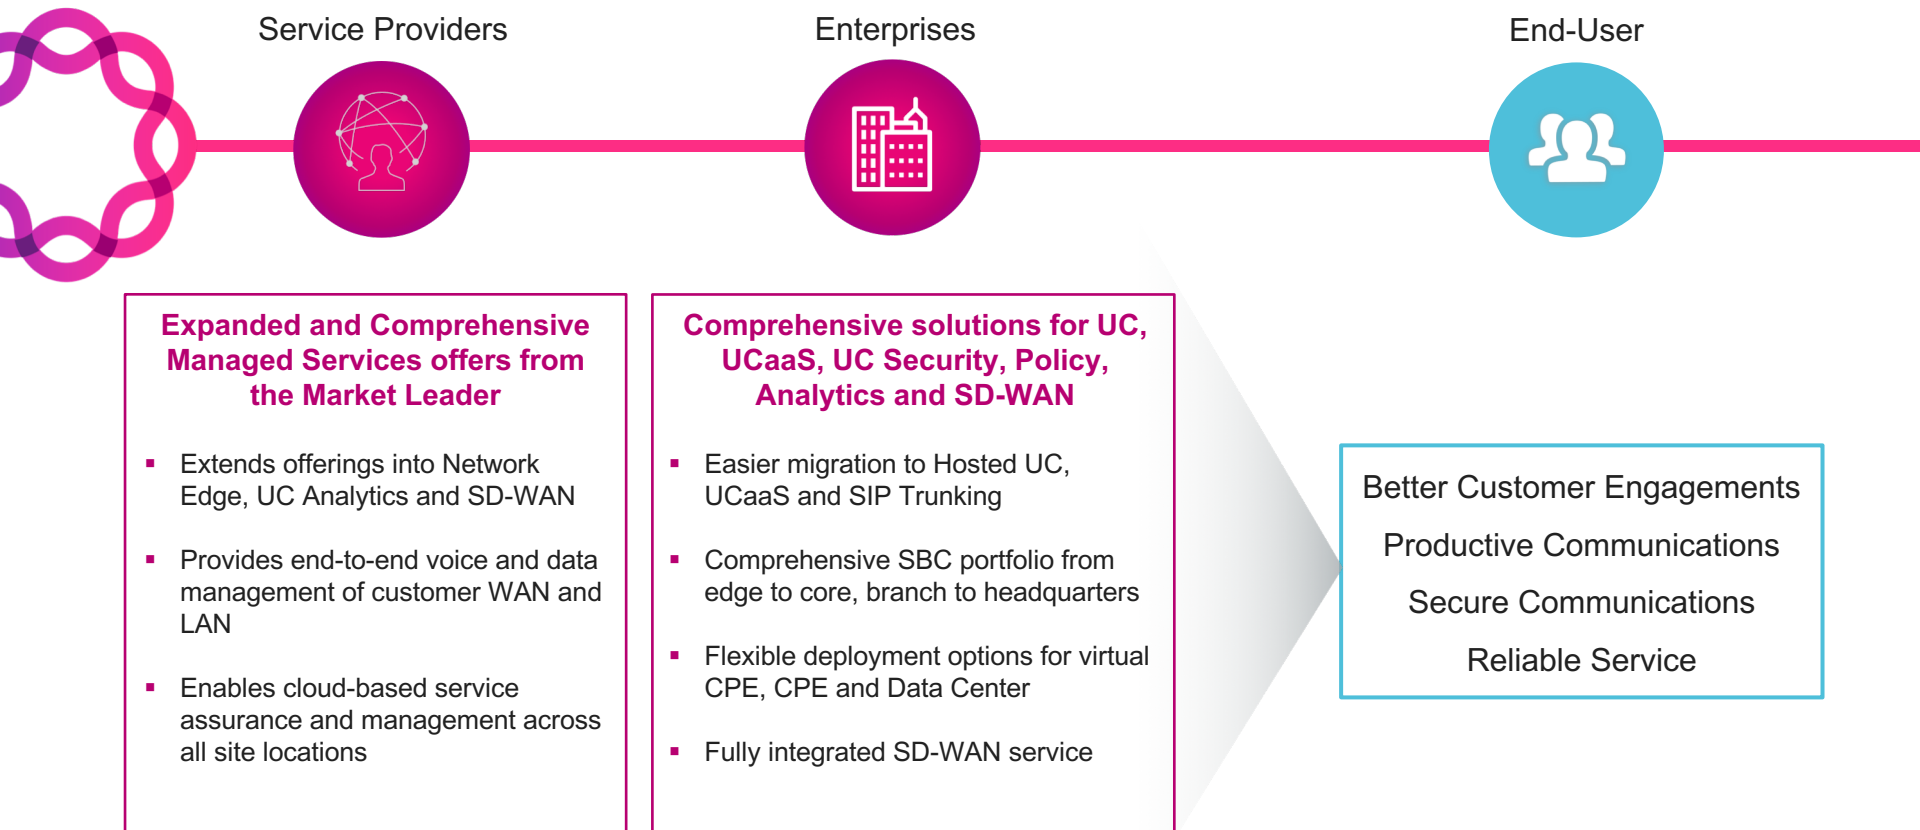 Service Providers
Enterprises
End-User
Expanded and Comprehensive
Managed Services offers from
the Market Leader
▪ Extends offerings into Network
Edge, UC Analytics and SD-WAN
▪ Provides end-to-end voice and data
management of customer WAN and
LAN
▪ Enables cloud-based service
assurance and management across
all site locations
Comprehensive solutions for UC,
UCaaS, UC Security, Policy,
Analytics and SD-WAN
▪ Easier migration to Hosted UC,
UCaaS and SIP Trunking
▪ Comprehensive SBC portfolio from
edge to core, branch to headquarters
▪ Flexible deployment options for virtual
CPE, CPE and Data Center
▪ Fully integrated SD-WAN service
Better Customer Engagements
Productive Communications
Secure Communications
Reliable Service